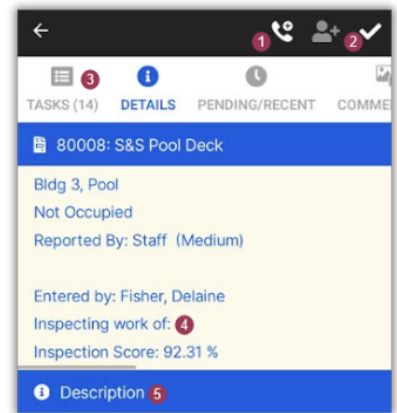 1 2
3
TASKS (14) DETAILS PENDING/RECENT COMME
80008: S&S Pool Deck
Bldg 3, Pool
Not Occupied
Reported By: Staff (Medium)
Entered by: Fisher, Delaine
Inspecting work of: 4
Inspection Score: 92.31 %
Description 5